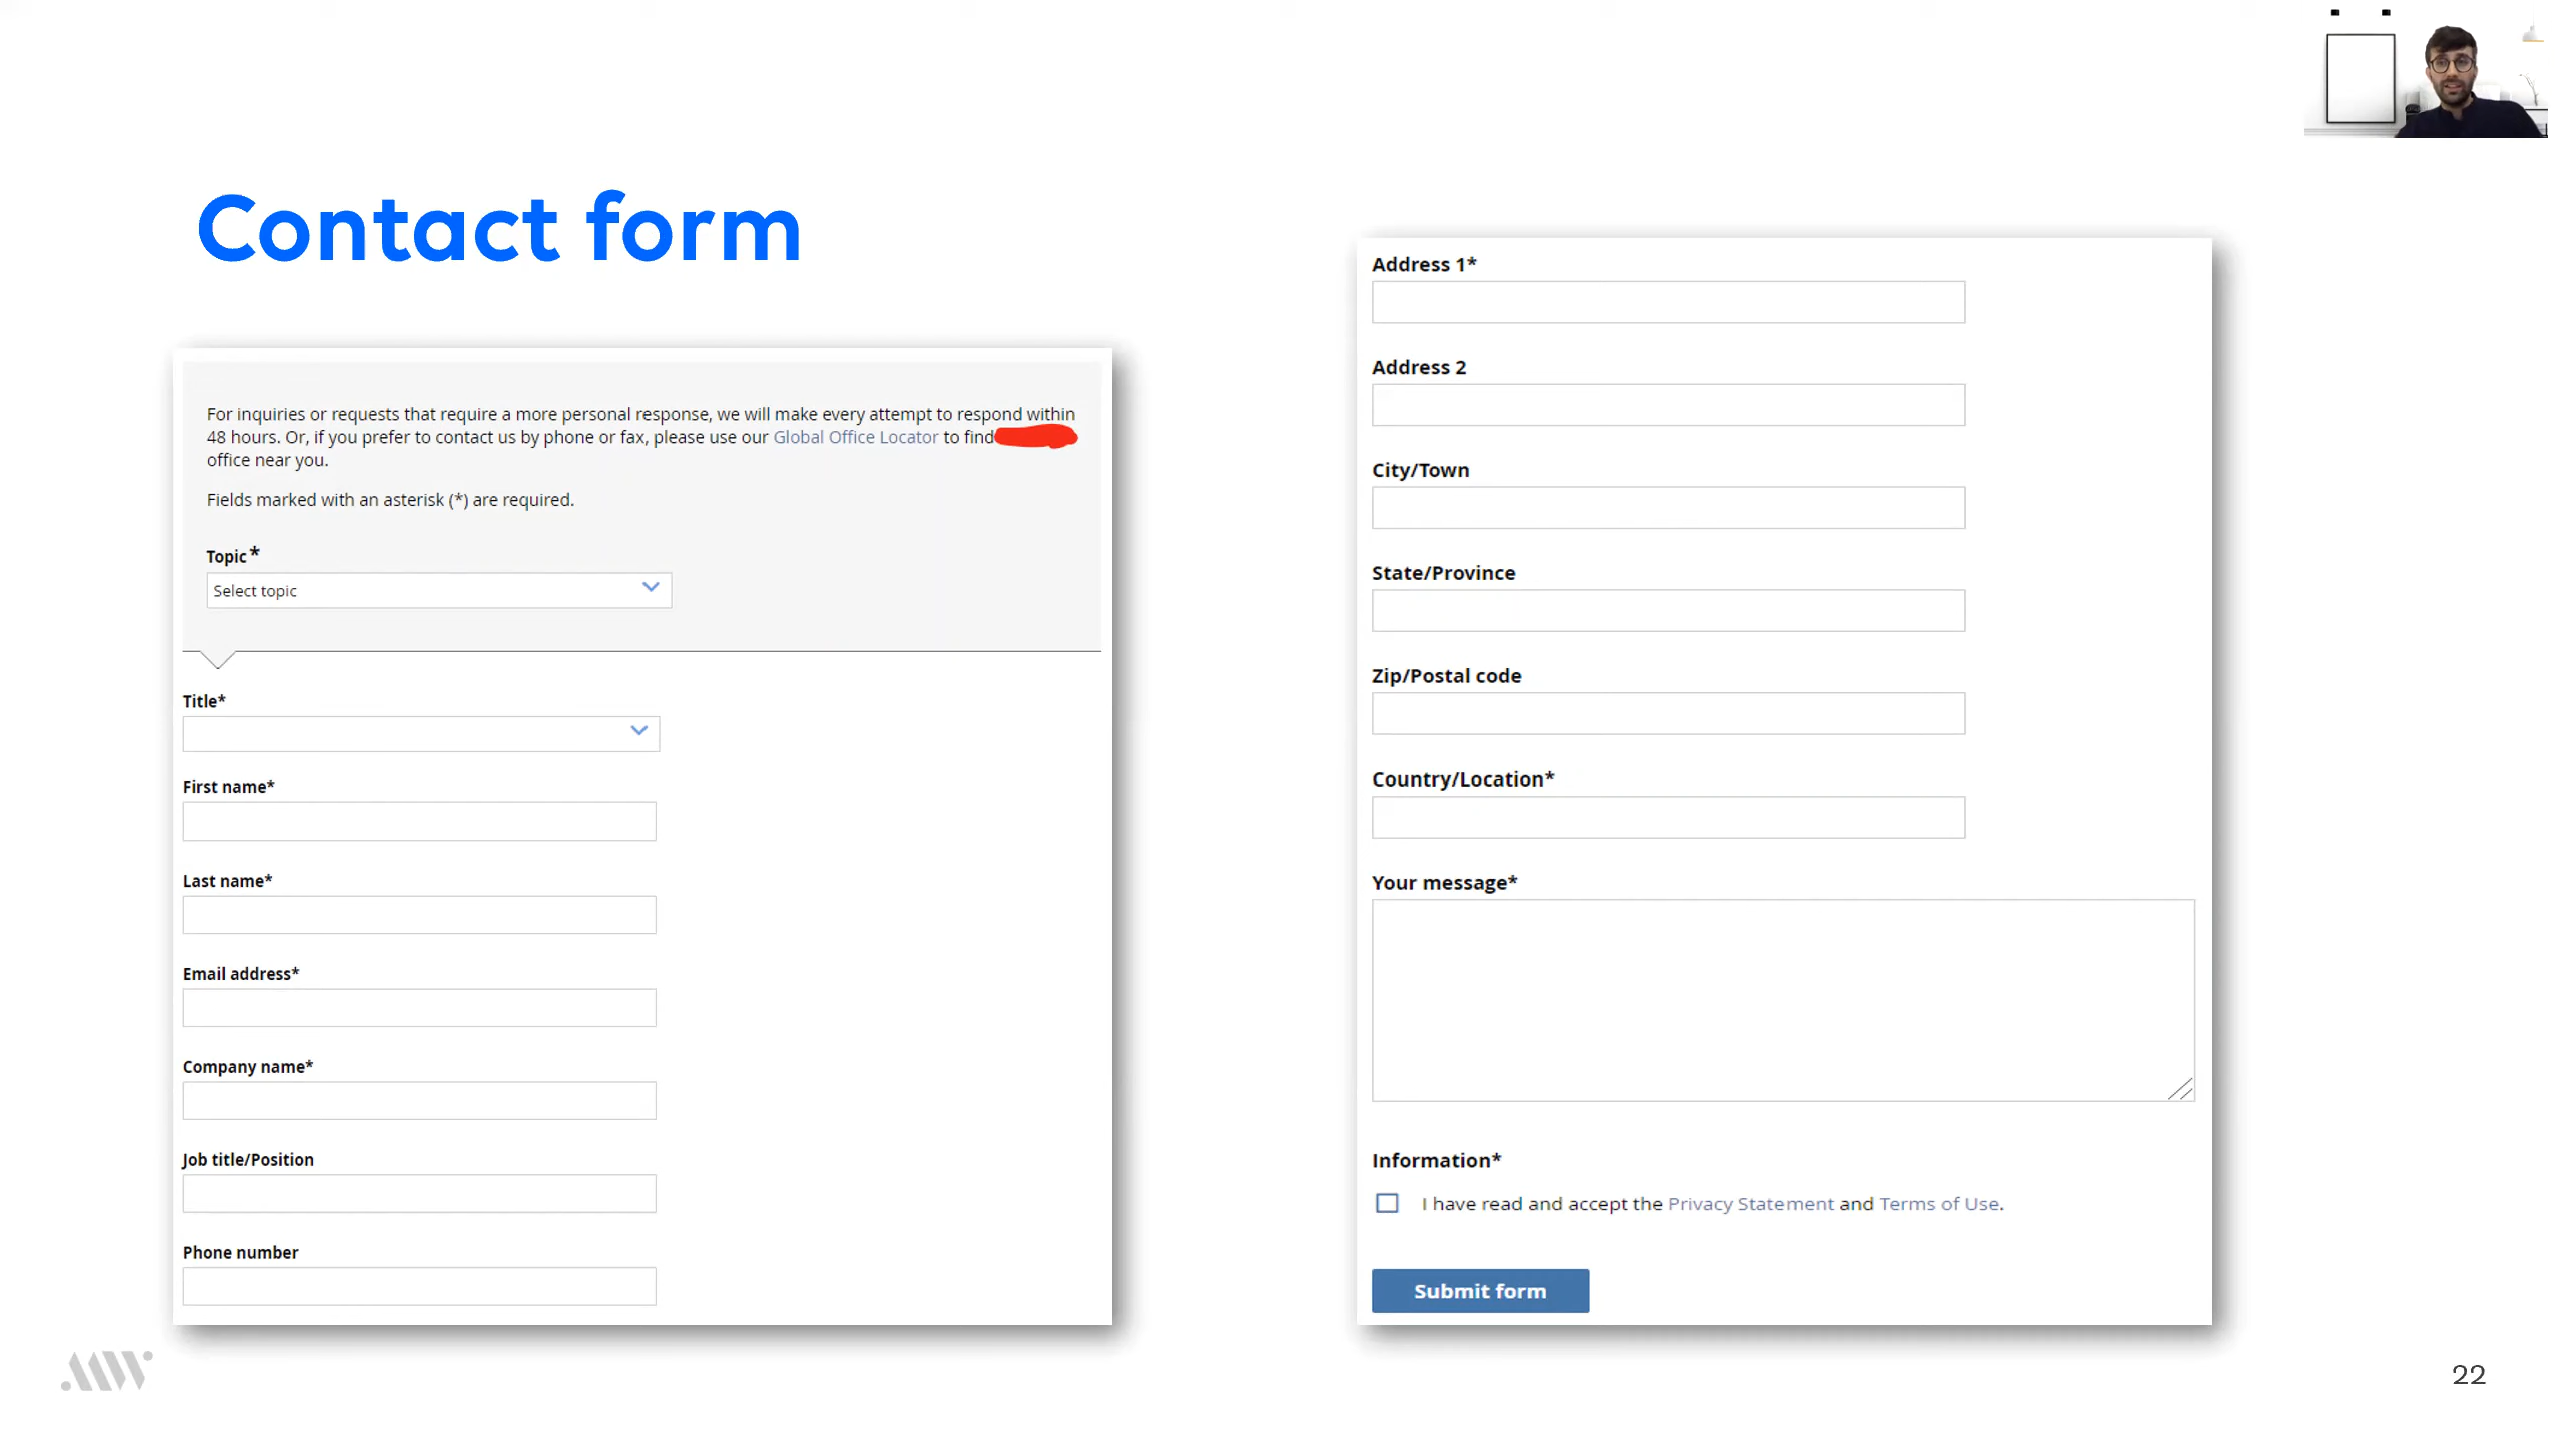 Contact form
For inquiries or requests that require a more personal response, we will make every attempt to respond within
48 hours. Or, if you prefer to contact us by phone or fax, please use our Global Office Locator to find
office near you.
Fields marked with an asterisk (*) are required.
Topic*
Select topic
Title*
First name*
Last name*
Email address*
Company name*
Job title/Position
Phone number
Address 1*
Address 2
City/Town
State/Province
Zip/Postal code
Country/Location*
Your message*
Information*
I have read and accept the Privacy Statement and Terms of Use.
Submit form
22